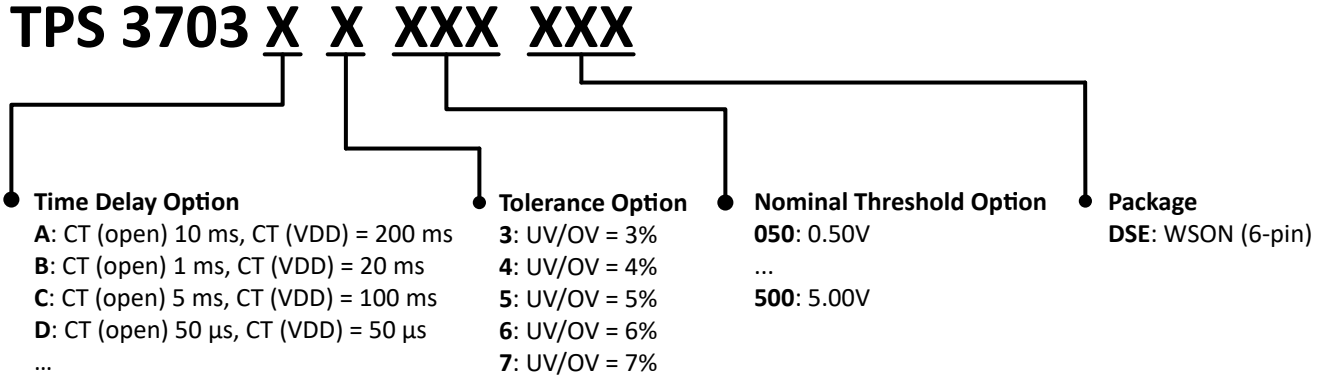 TPS 3703 X X XXX XXX
Time Delay Option
A: CT (open) 10 ms, CT (VDD) = 200 ms
B: CT (open) 1 ms, CT (VDD) = 20 ms
C: CT (open) 5 ms, CT (VDD) = 100 ms
D: CT (open) 50 µs, CT (VDD) = 50 µs
...
Tolerance Option
3: UV/OV = 3%
4: UV/OV = 4%
5: UV/OV = 5%
6: UV/OV = 6%
7: UV/OV = 7%
Nominal Threshold Option
050: 0.50V
...
500: 5.00V
Package
DSE: WSON (6-pin)